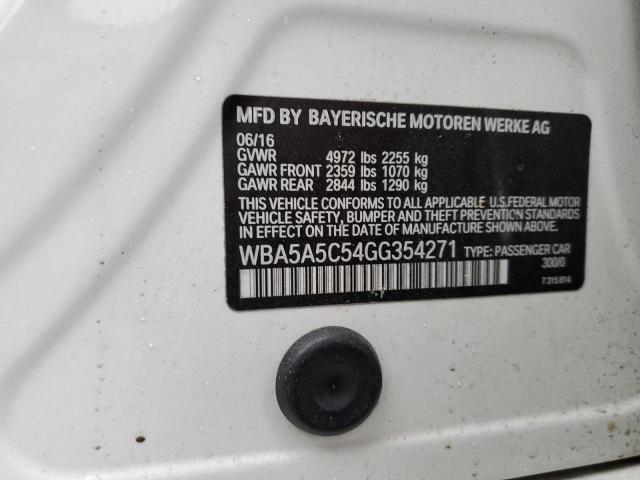 MFD BY BAYERISCHE MOTOREN WERKE AG
06/16
GVWR 4972 lbs 2255 kg
GAWR FRONT 2359 lbs 1070 kg
GAWR REAR 2844 lbs 1290 kg
THIS VEHICLE CONFORMS TO ALL APPLICABLE U.S.FEDERAL MOTOR
VEHICLE SAFETY, BUMPER AND THEFT PREVENTION STANDARDS
IN EFFECT ON THE DATE OF MANUFACTURE SHOWN ABOVE.
WBA5A5C54GG354271 TYPE: PASSENGER CAR
300/0
7 315 814